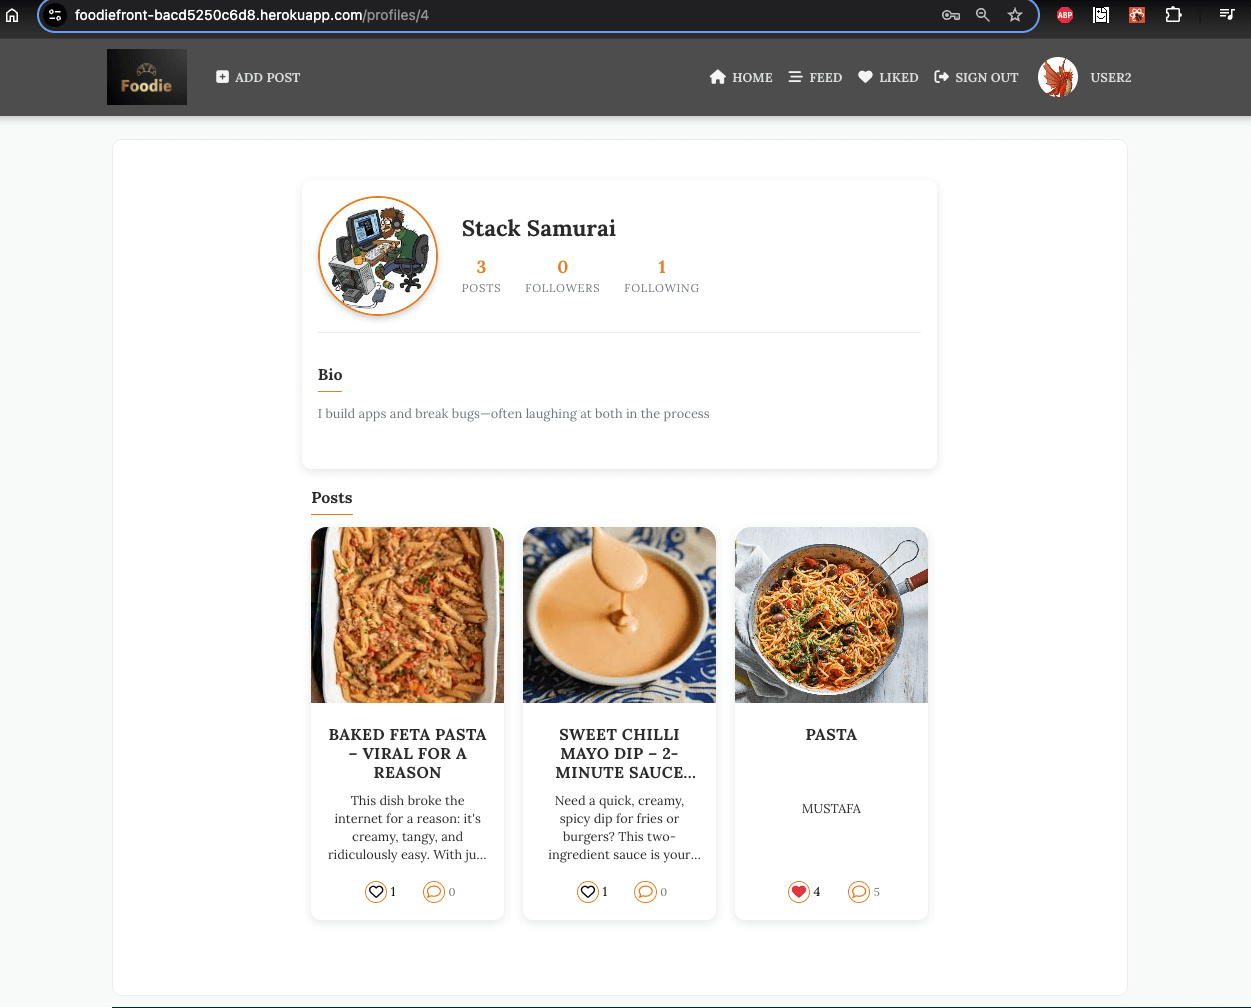 foodiefront-bacd5250c6d8.herokuapp.com/profiles/4
ABP
Foodie
ADD POST
HOME
FEED
LIKED
SIGN OUT
USER2
Stack Samurai
3
0
1
POSTS
FOLLOWERS
FOLLOWING
Bio
I build apps and break bugs—often laughing at both in the process
Posts
BAKED FETA PASTA
– VIRAL FOR A
REASON
This dish broke the
internet for a reason: it's
creamy, tangy, and
ridiculously easy. With ju...
1
0
SWEET CHILLI
MAYO DIP – 2-
MINUTE SAUCE...
Need a quick, creamy,
spicy dip for fries or
burgers? This two-
ingredient sauce is your...
1
0
PASTA
MUSTAFA
4
5